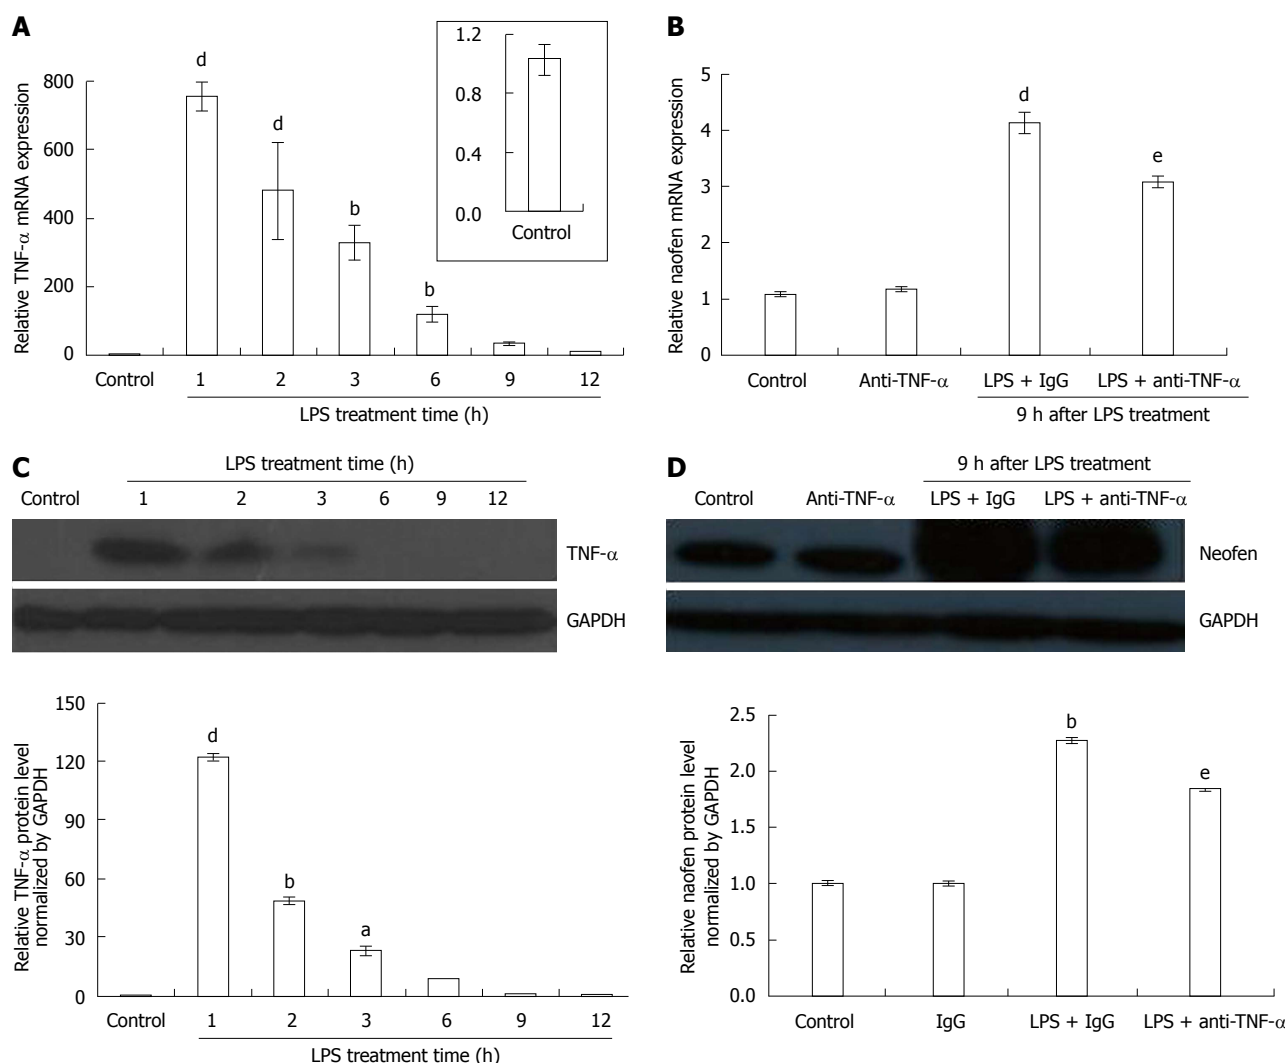 A
Relative TNF-α mRNA expression
800
600
400
200
0
d
d
b
b
Control
1
2
3
6
9
12
LPS treatment time (h)
1.2
0.8
0.4
0.0
Control
B
Relative naofen mRNA expression
5
4
3
2
1
0
d
e
Control
Anti-TNF-α
LPS + IgG
LPS + anti-TNF-α
9 h after LPS treatment
C
LPS treatment time (h)
Control
1
2
3
6
9
12
TNF-α
GAPDH
Relative TNF-α protein level
normalized by GAPDH
150
120
90
60
30
0
d
b
a
Control
1
2
3
6
9
12
LPS treatment time (h)
D
9 h after LPS treatment
Control
Anti-TNF-α
LPS + IgG
LPS + anti-TNF-α
Neofen
GAPDH
Relative naofen protein level
normalized by GAPDH
2.5
2.0
1.5
1.0
0.5
0.0
b
e
Control
IgG
LPS + IgG
LPS + anti-TNF-α